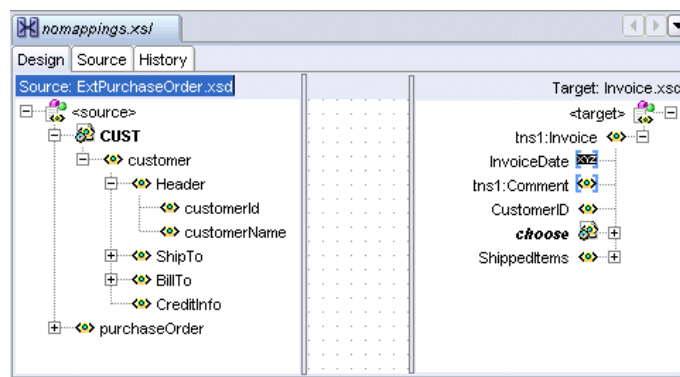 nomappings.xsl
Design Source History
Source: ExtPurchaseOrder.xsd
Target: Invoice.xsd
<source>
<target>
CUST
tns1:Invoice
customer
InvoiceDate
Header
tns1:Comment
customerId
CustomerID
customerName
choose
ShipTo
ShippedItems
BillTo
CreditInfo
purchaseOrder